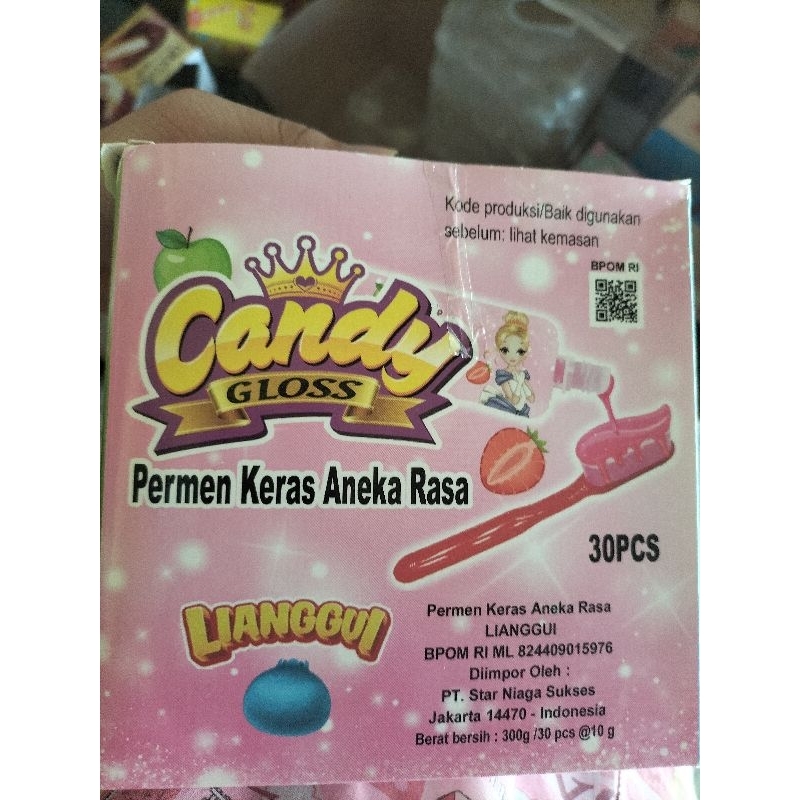 Kode produksi/Baik digunakan
sebelum: lihat kemasan
BPOM RI
Candy
GLOSS
Permen Keras Aneka Rasa
30PCS
LIANGGUI
Permen Keras Aneka Rasa
LIANGGUI
BPOM RI ML 824409015976
Diimpor Oleh :
PT. Star Niaga Sukses
Jakarta 14470 - Indonesia
Berat bersih : 300g /30 pcs @10 g